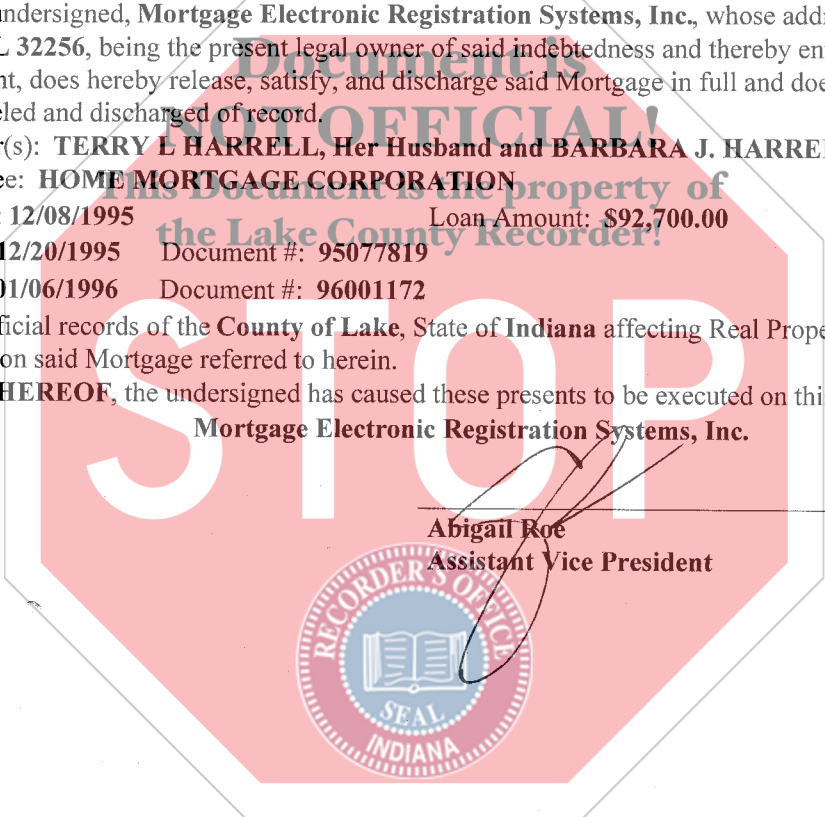 undersigned, Mortgage Electronic Registration Systems, Inc., whose add
L 32256, being the present legal owner of said indebtedness and thereby en
nt, does hereby release, satisfy, and discharge said Mortgage in full and doe
eled and discharged of record.
r(s): TERRY L HARRELL, Her Husband and BARBARA J. HARRE
ee: HOME MORTGAGE CORPORATION
: 12/08/1995 Loan Amount: $92,700.00
12/20/1995 Document #: 95077819
01/06/1996 Document #: 96001172
ficial records of the County of Lake, State of Indiana affecting Real Prope
on said Mortgage referred to herein.
HEREOF, the undersigned has caused these presents to be executed on thi
Mortgage Electronic Registration Systems, Inc.
Abigail Roe
Assistant Vice President
Document is
NOT OFFICIAL!
This Document is the property of
the Lake County Recorder!
STOP
RECORDER'S OFFICE
SEAL
INDIANA